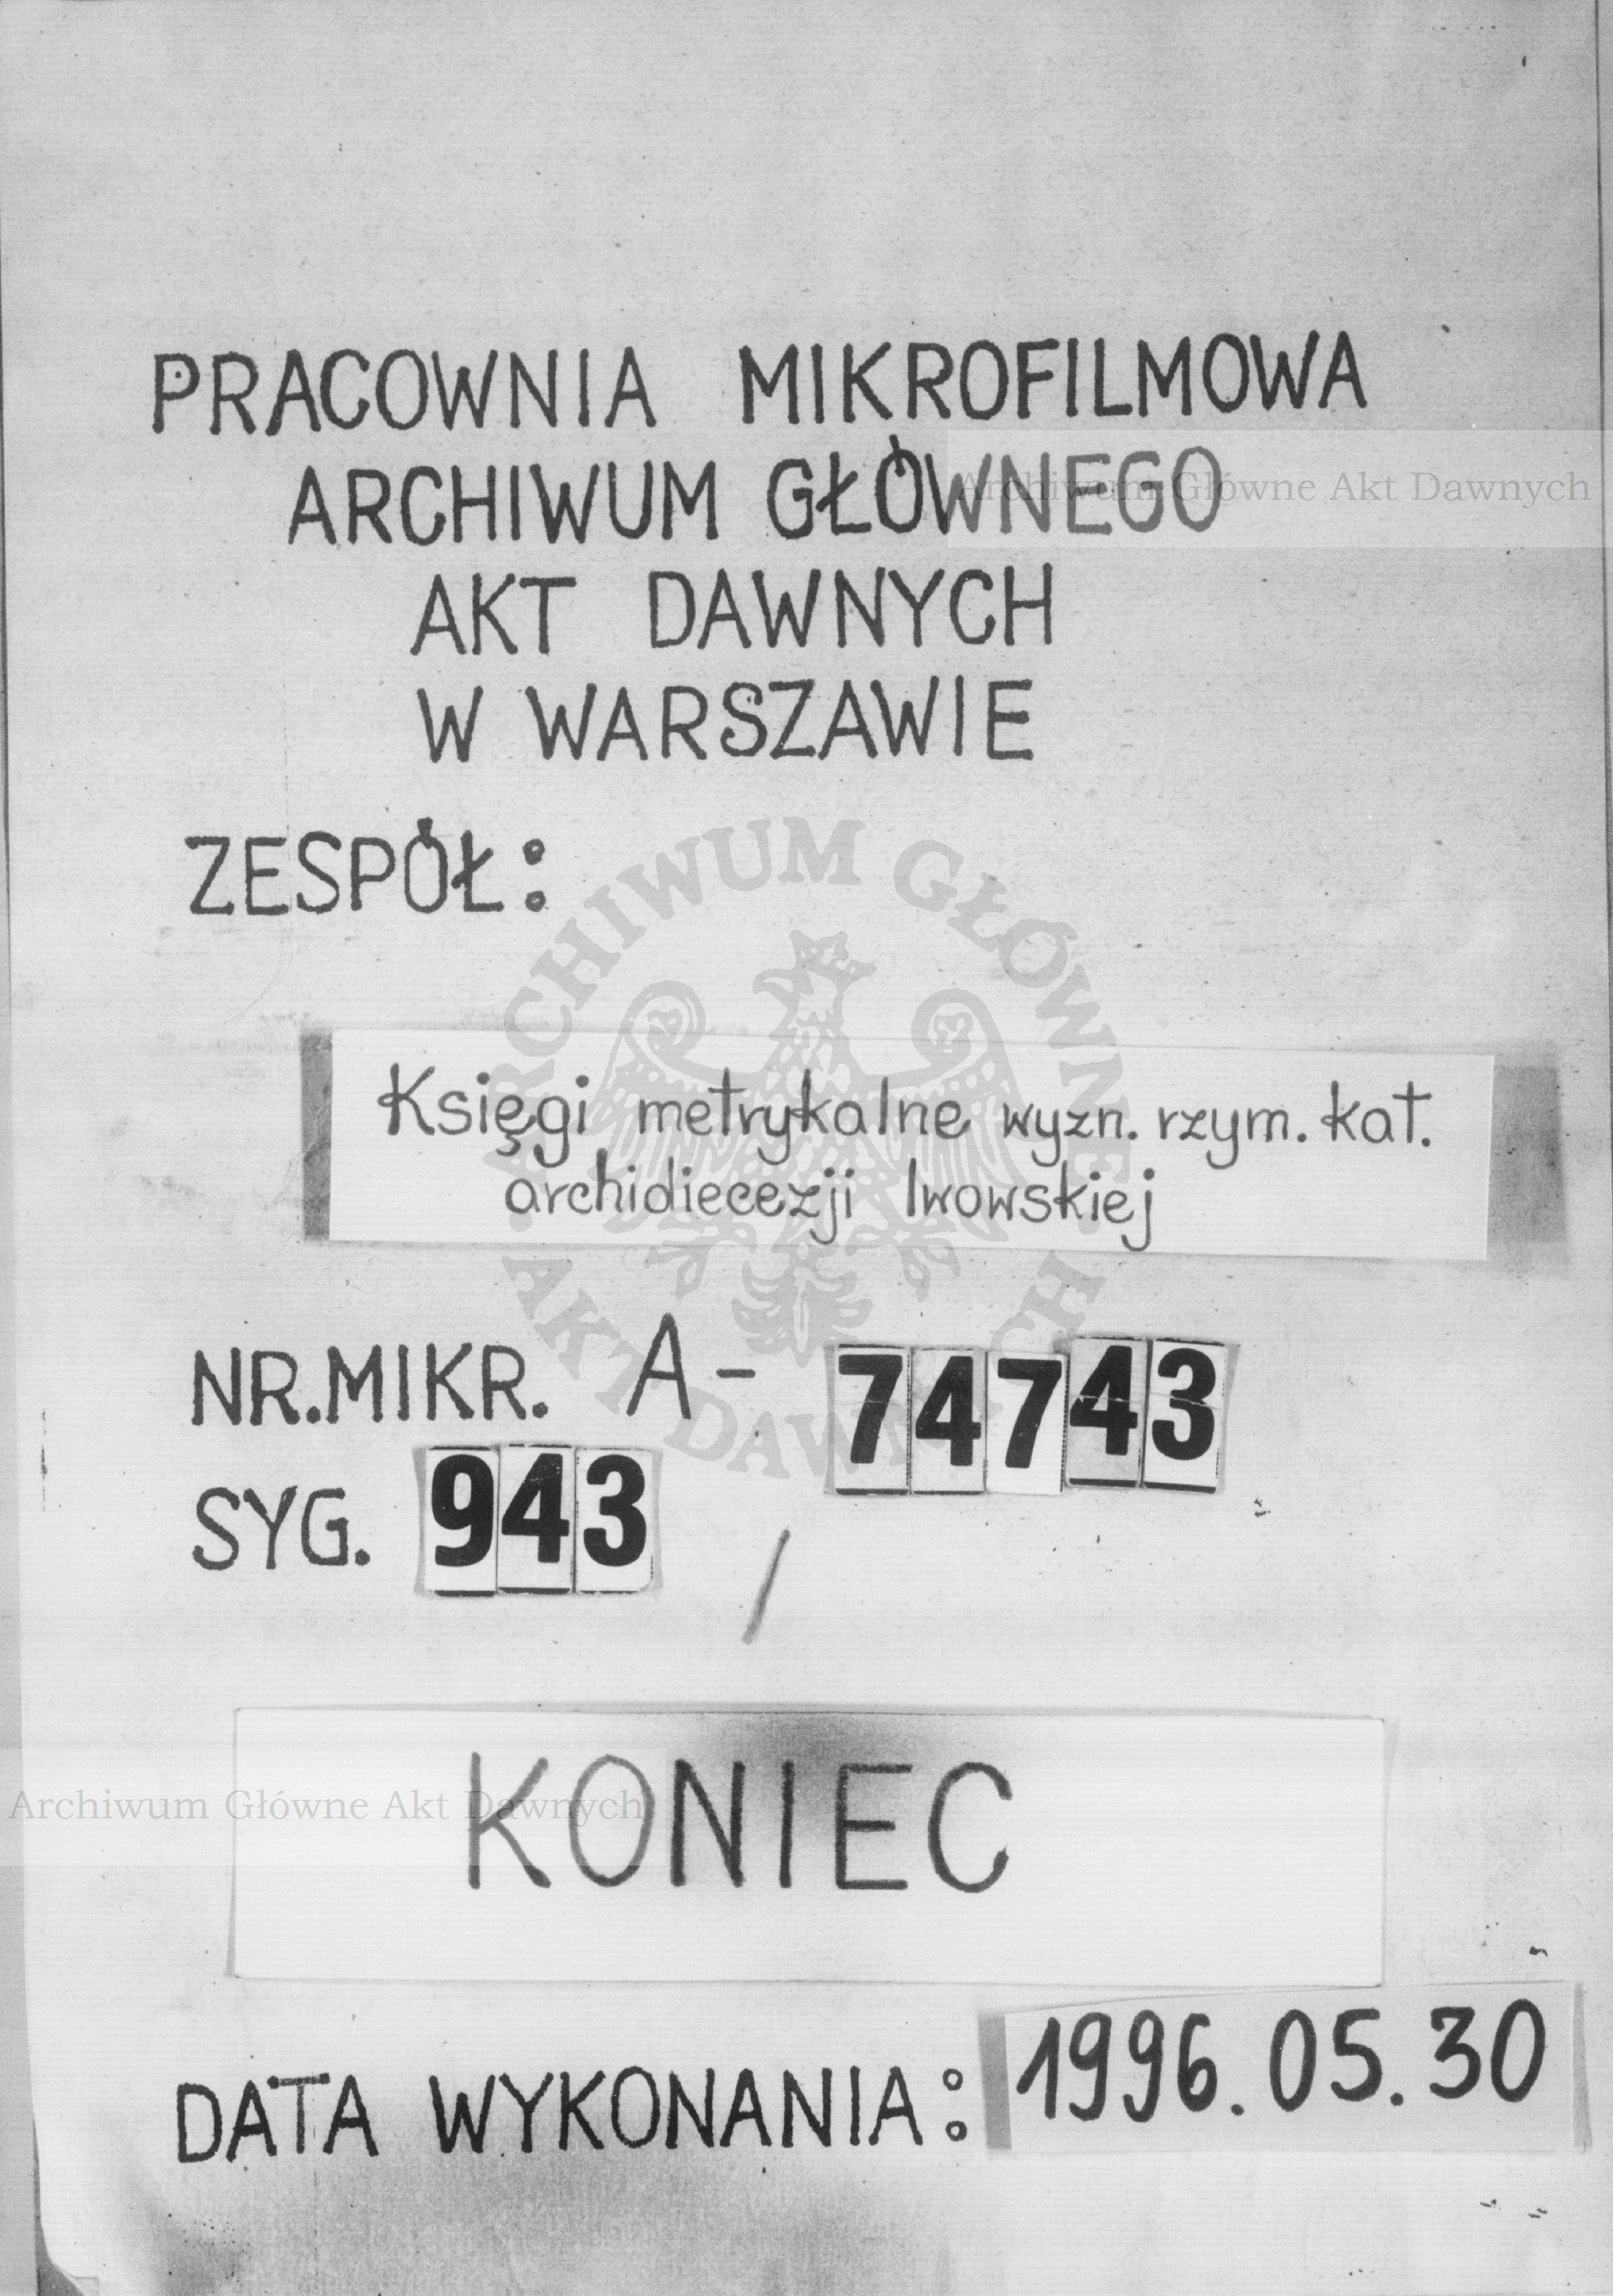 PRACOWNIA MIKROFILMOWA
ARCHIWUM GŁÓWNEGO
Archiwum Główne Akt Dawnych
AKT DAWNYCH
W WARSZAWIE
ZESPÓŁ:
ARCHIWUM GŁÓWNE
Księgi metrykalne wyzn. rzym. kat.
archidiecezji lwowskiej
AKT DAWNYCH
NR. MIKR. A- 74743
SYG. 943 /
KONIEC
Archiwum Główne Akt Dawnych
DATA WYKONANIA: 1996.05.30